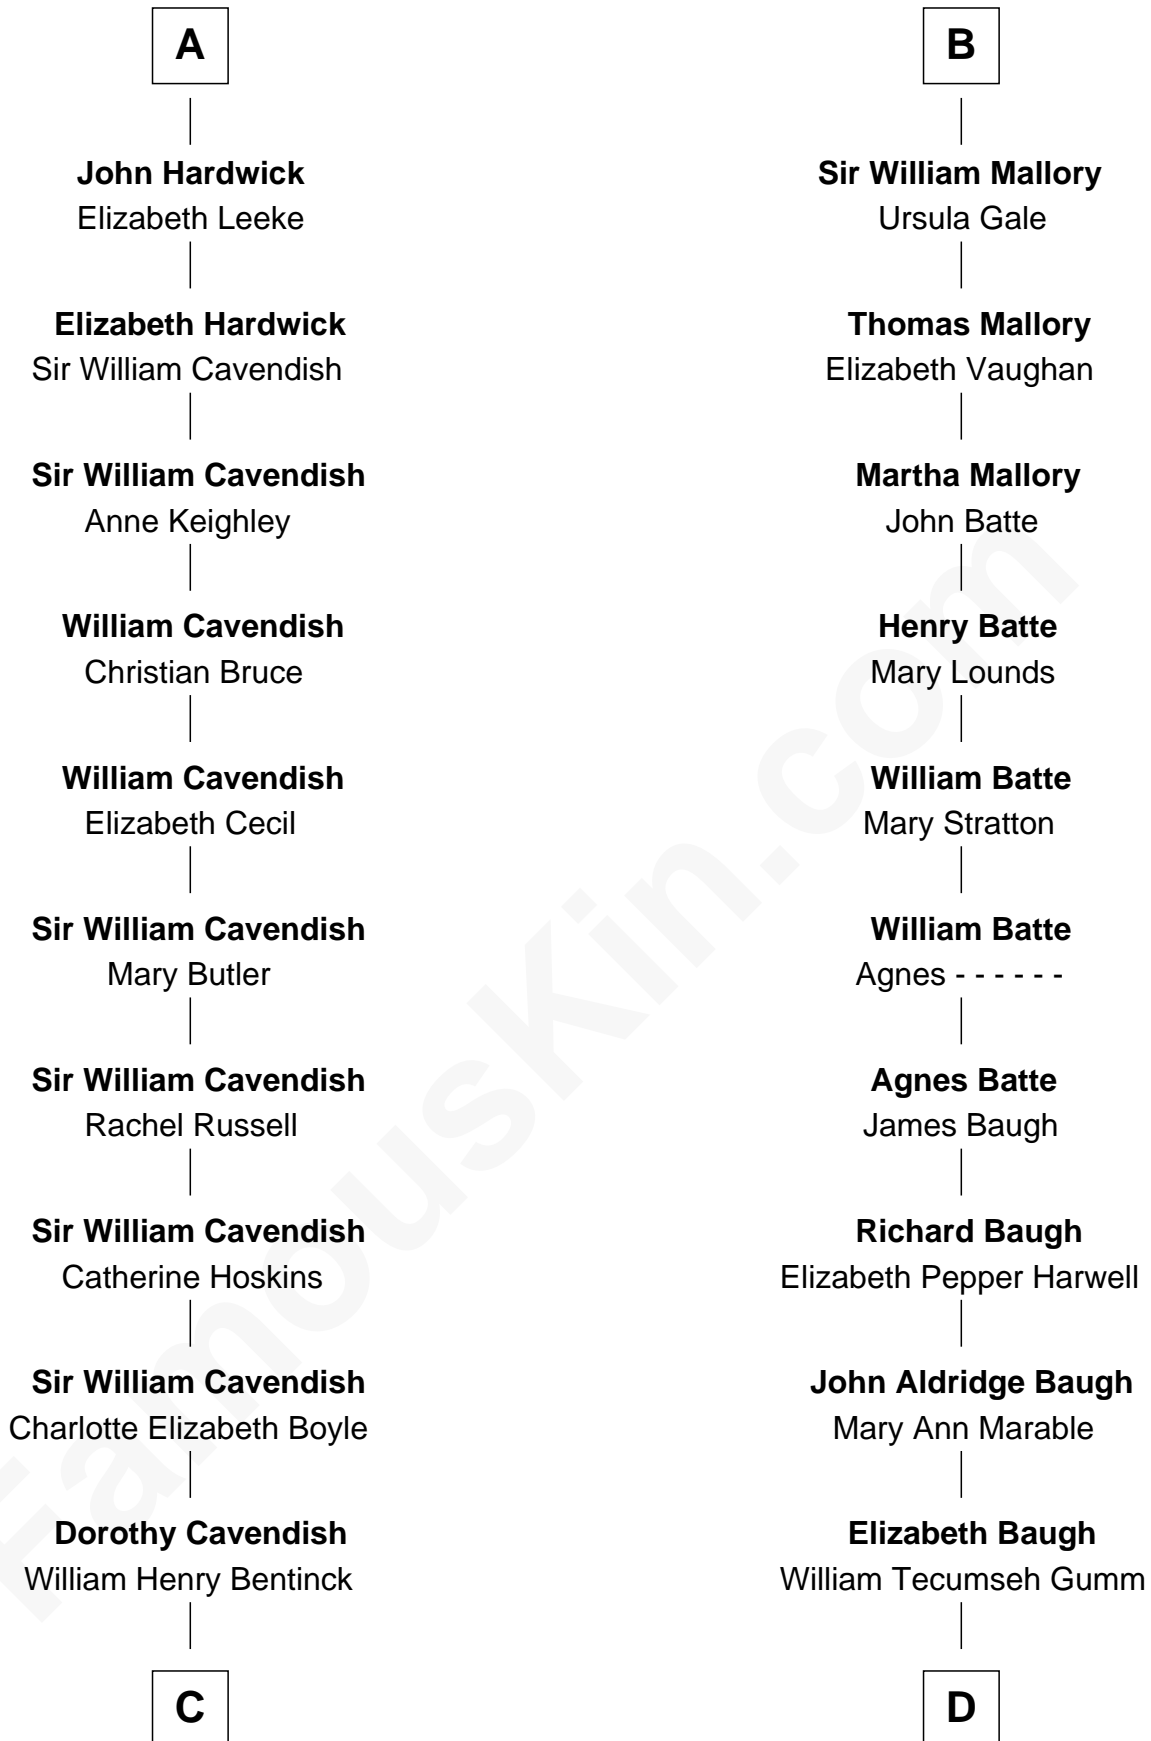 A
John Hardwick
Elizabeth Leeke
Elizabeth Hardwick
Sir William Cavendish
Sir William Cavendish
Anne Keighley
William Cavendish
Christian Bruce
William Cavendish
Elizabeth Cecil
Sir William Cavendish
Mary Butler
Sir William Cavendish
Rachel Russell
Sir William Cavendish
Catherine Hoskins
Sir William Cavendish
Charlotte Elizabeth Boyle
Dorothy Cavendish
William Henry Bentinck
C
B
Sir William Mallory
Ursula Gale
Thomas Mallory
Elizabeth Vaughan
Martha Mallory
John Batte
Henry Batte
Mary Lounds
William Batte
Mary Stratton
William Batte
Agnes - - - - - -
Agnes Batte
James Baugh
Richard Baugh
Elizabeth Pepper Harwell
John Aldridge Baugh
Mary Ann Marable
Elizabeth Baugh
William Tecumseh Gumm
D
FamousKin.com